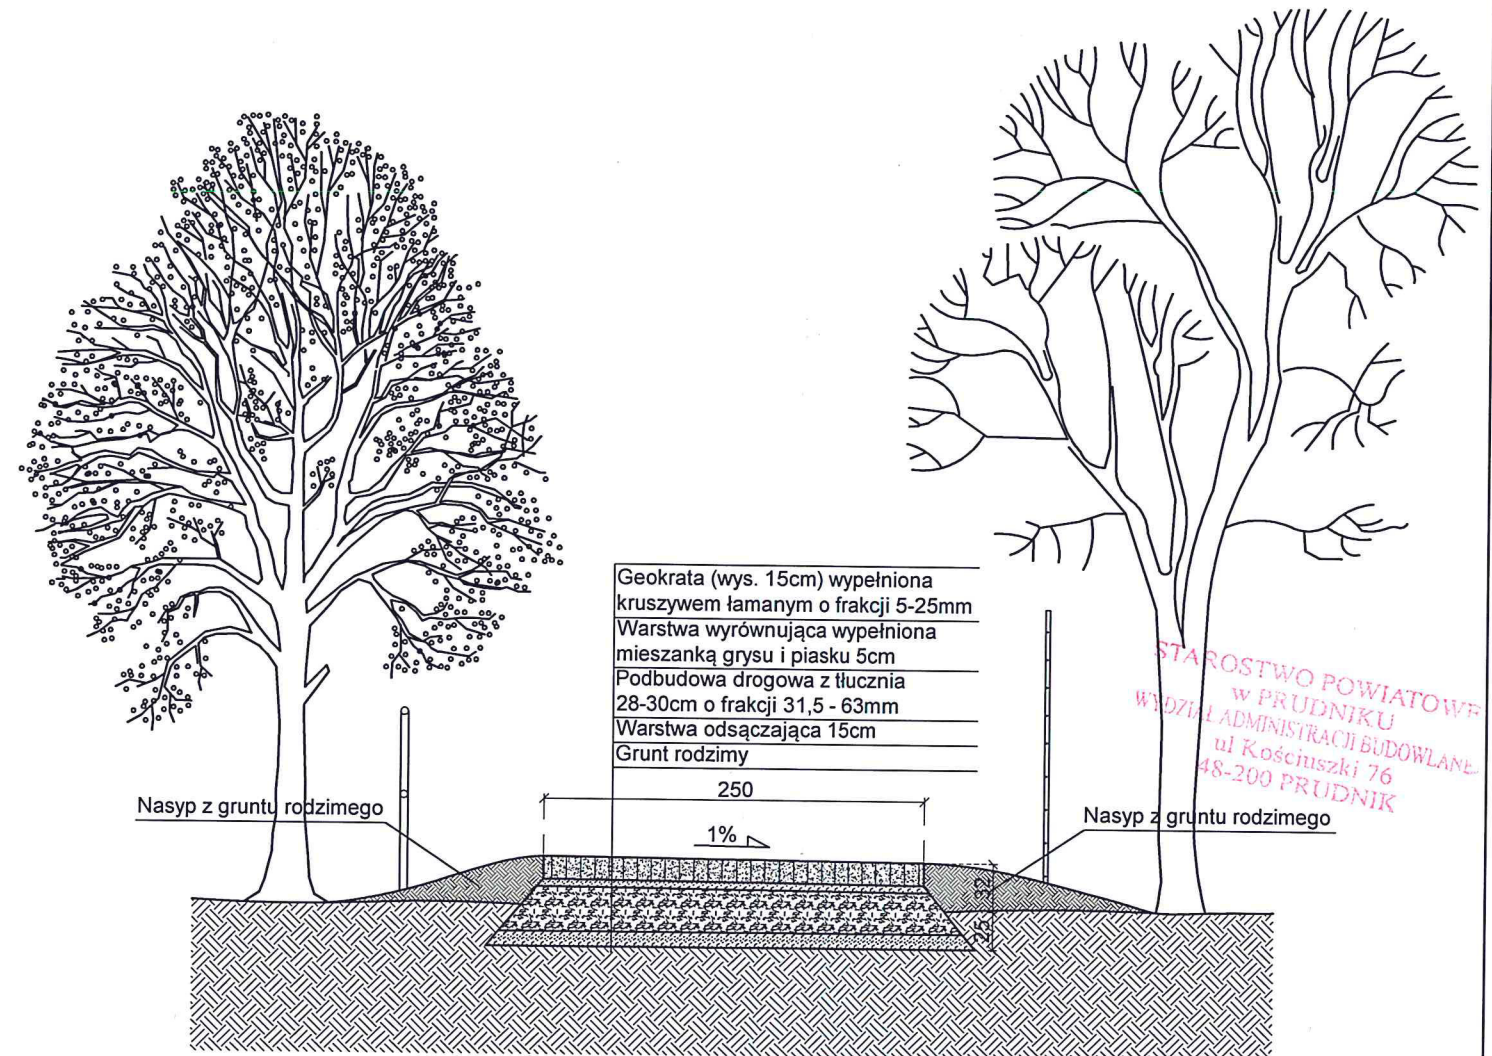 Geokrata (wys. 15cm) wypełniona
kruszywem łamanym o frakcji 5-25mm
Warstwa wyrównująca wypełniona
mieszanką grysu i piasku 5cm
Podbudowa drogowa z tłucznia
28-30cm o frakcji 31,5 - 63mm
Warstwa odsączająca 15cm
Grunt rodzimy
250
1%
Nasyp z gruntu rodzimego
Nasyp z gruntu rodzimego
32
25
STAROSTWO POWIATOWE
w PRUDNIKU
WYDZIAŁ ADMINISTRACJI BUDOWLANEJ
ul Kościuszki 76
48-200 PRUDNIK